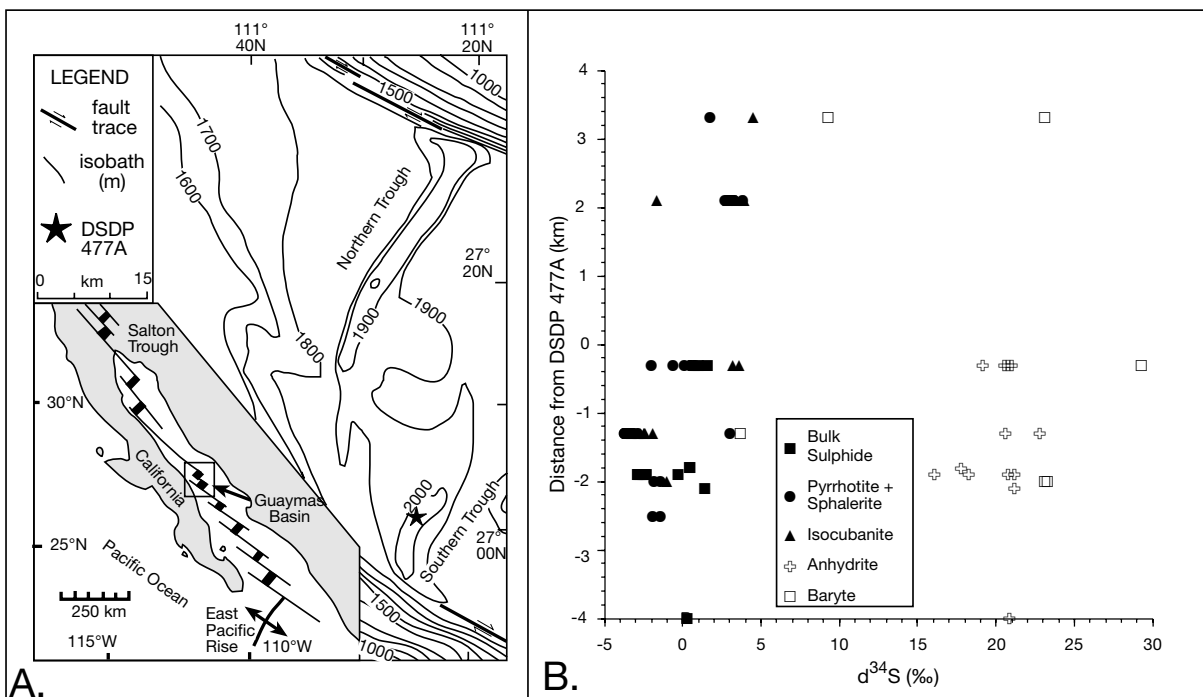 111°
40N
111°
20N
LEGEND
fault
trace
isobath
(m)
DSDP
477A
0 km 15
1000
1500
1700
1600
Northern Trough
27°
20N
1900
1900
1800
Salton
Trough
30°N
California
Guaymas
Basin
2000
Southern Trough
27°
00N
25°N
Pacific Ocean
250 km
East
Pacific
Rise
115°W
110°W
1500
1000
A.
4
3
2
1
0
-1
-2
-3
-4
Distance from DSDP 477A (km)
Bulk
Sulphide
Pyrrhotite +
Sphalerite
Isocubanite
Anhydrite
Baryte
-5 0 5 10 15 20 25 30
d³⁴S (‰)
B.